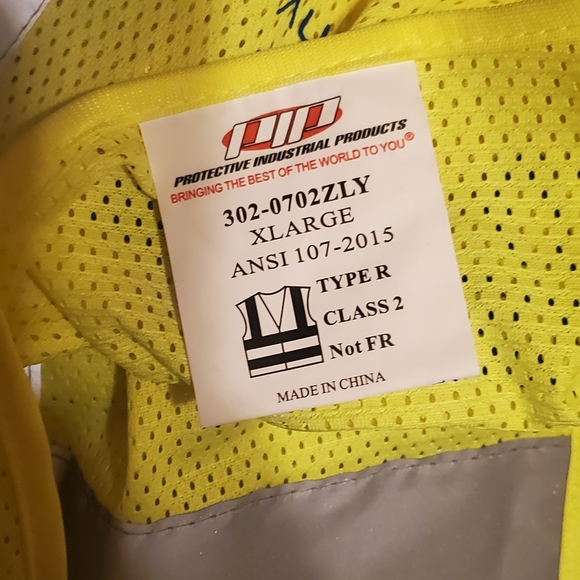 PIP
PROTECTIVE INDUSTRIAL PRODUCTS
BRINGING THE BEST OF THE WORLD TO YOU®
302-0702ZLY
XLARGE
ANSI 107-2015
TYPE R
CLASS 2
Not FR
MADE IN CHINA